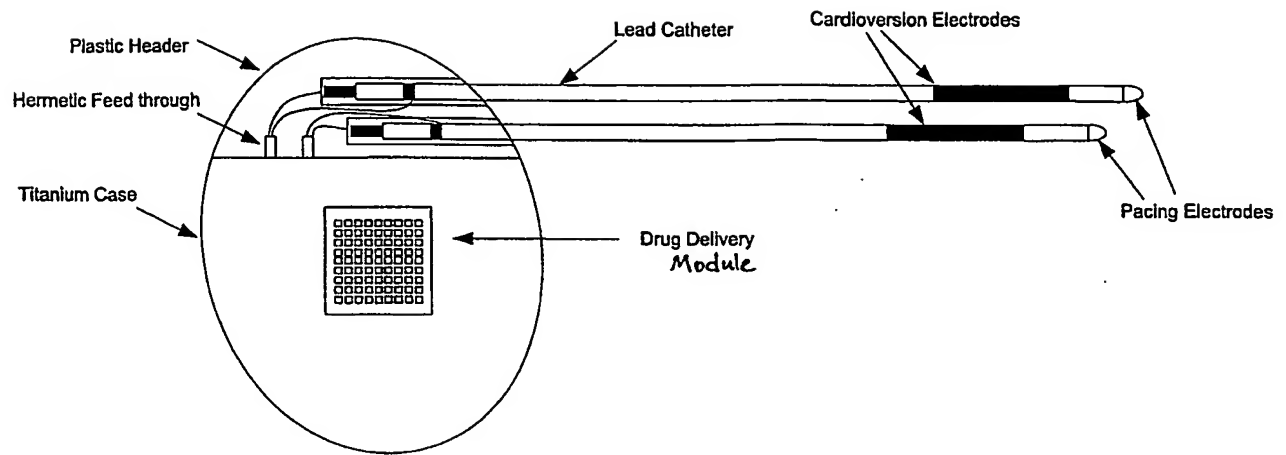 Cardioversion Electrodes
Lead Catheter
Plastic Header
Hermetic Feed through
Titanium Case
Pacing Electrodes
Drug Delivery
Module